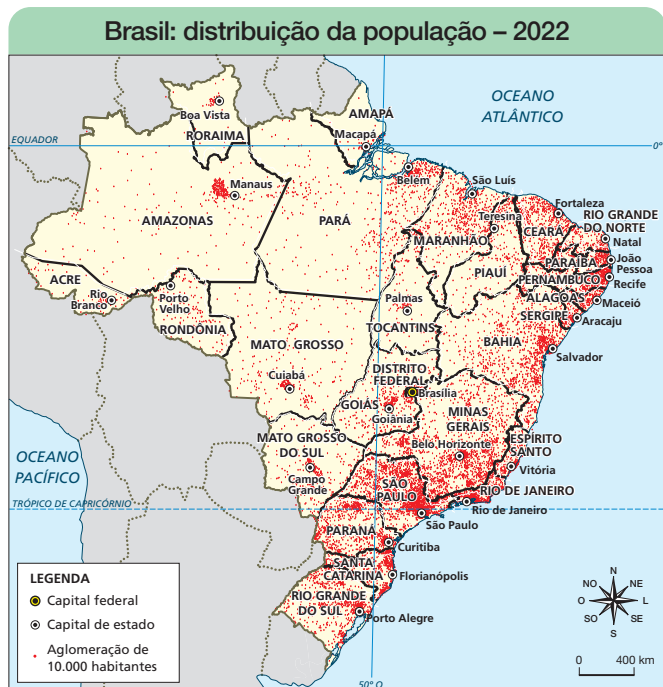 Brasil: distribuição da população – 2022
OCEANO
ATLÂNTICO
Boa Vista
RORAIMA
AMAPÁ
Macapá
EQUADOR
0°
Manaus
Belém
São Luís
Fortaleza
AMAZONAS
PARÁ
Teresina
MARANHÃO
CEARÁ
RIO GRANDE
DO NORTE
Natal
PARAÍBA
João
Pessoa
ACRE
Rio
Branco
Porto
Velho
RONDÔNIA
PIAUÍ
PERNAMBUCO
Recife
ALAGOAS
Maceió
SERGIPE
Aracaju
Palmas
TOCANTINS
MATO GROSSO
BAHIA
Salvador
Cuiabá
DISTRITO
FEDERAL
Brasília
GOIÁS
Goiânia
MINAS
GERAIS
Belo Horizonte
ESPÍRITO
SANTO
Vitória
MATO GROSSO
DO SUL
Campo
Grande
OCEANO
PACÍFICO
SÃO
PAULO
São Paulo
RIO DE JANEIRO
Rio de Janeiro
TRÓPICO DE CAPRICÓRNIO
PARANÁ
Curitiba
SANTA
CATARINA
Florianópolis
RIO GRANDE
DO SUL
Porto Alegre
LEGENDA
Capital federal
Capital de estado
Aglomeração de
10.000 habitantes
N
NO
NE
O
L
SO
SE
S
0
400 km
50° O